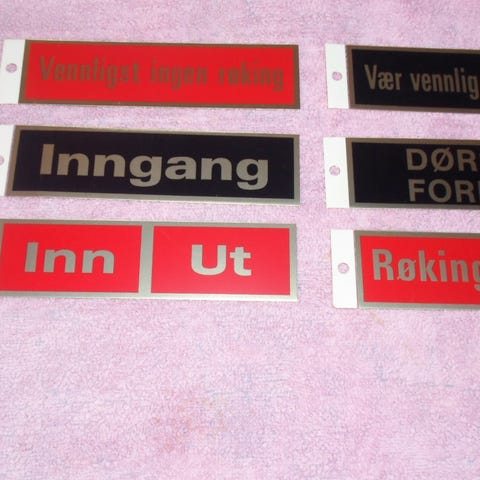 Vennligst ingen røking
Vær vennlig
Inngang
DØR
FOR
Inn
Ut
Røking